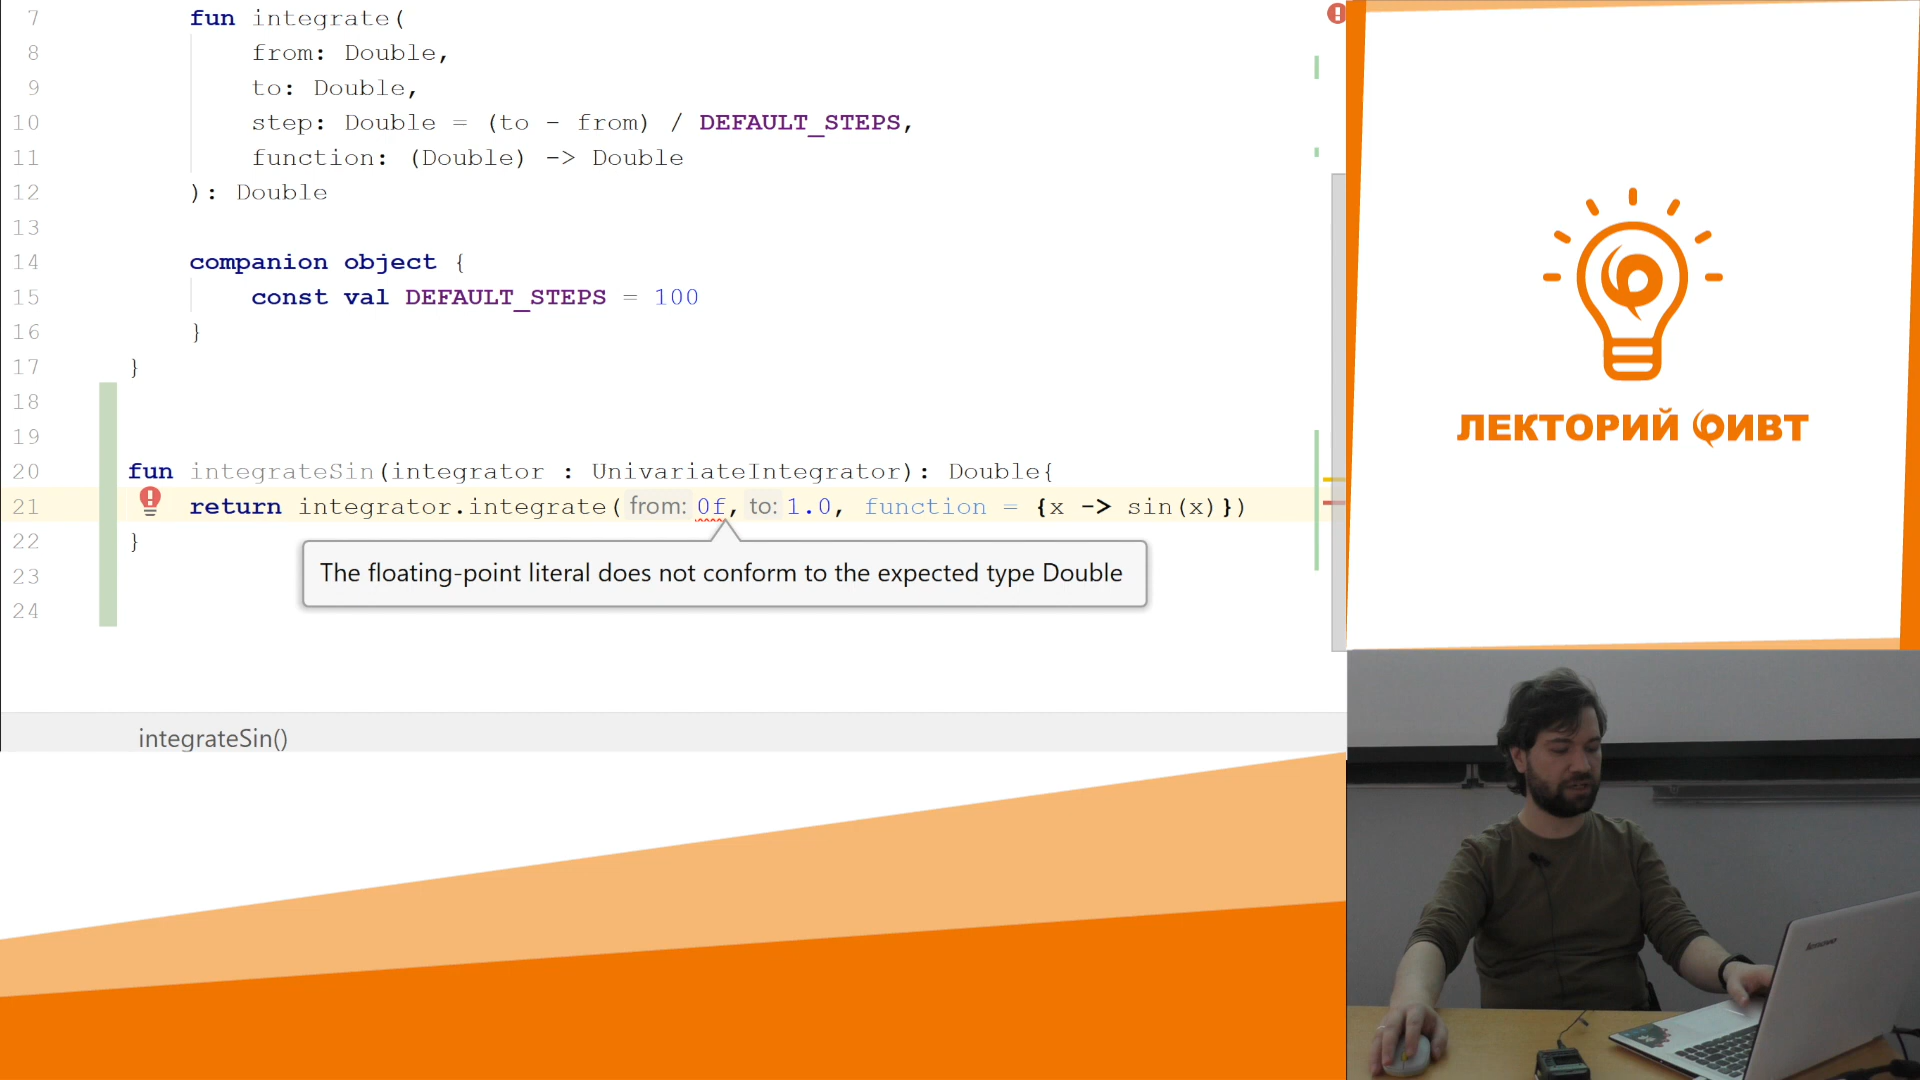 7 fun integrate(
8 from: Double,
9 to: Double,
10 step: Double = (to - from) / DEFAULT_STEPS,
11 function: (Double) -> Double
12 ): Double
13
14 companion object {
15 const val DEFAULT_STEPS = 100
16 }
17 }
18
19
20 fun integrateSin(integrator : UnivariateIntegrator): Double{
21 return integrator.integrate( from: 0f, to: 1.0, function = {x -> sin(x)})
22 }
The floating-point literal does not conform to the expected type Double
23
24
integrateSin()
ЛЕКТОРИЙ ФИВТ
lenovo